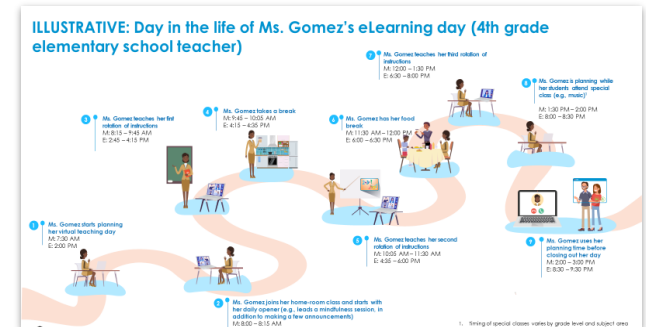 ILLUSTRATIVE: Day in the life of Ms. Gomez's eLearning day (4th grade
elementary school teacher)
1
Ms. Gomez starts planning
her virtual teaching day
M: 7:30 AM
E: 2:00 PM
2
Ms. Gomez joins her home-room class and starts with
her daily opener (e.g., leads a mindfulness session, in
addition to making a few announcements)
M: 8:00 – 8:15 AM
3
Ms. Gomez teaches her first
rotation of instructions
M: 8:15 – 9:45 AM
E: 2:45 – 4:15 PM
4
Ms. Gomez takes a break
M: 9:45 – 10:05 AM
E: 4:15 – 4:35 PM
5
Ms. Gomez teaches her second
rotation of instructions
M: 10:05 AM – 11:30 AM
E: 4:35 – 6:00 PM
6
Ms. Gomez has her food
break
M: 11:30 AM – 12:00 PM
E: 6:00 – 6:30 PM
7
Ms. Gomez teaches her third rotation of
instructions
M: 12:00 – 1:30 PM
E: 6:30 – 8:00 PM
8
Ms. Gomez is planning while
her students attend special
class (e.g., music)1
M: 1:30 PM – 2:00 PM
E: 8:00 – 8:30 PM
9
Ms. Gomez uses her
planning time before
closing out her day
M: 2:00 – 3:00 PM
E: 8:30 – 9:30 PM
1. Timing of special classes varies by grade level and subject area